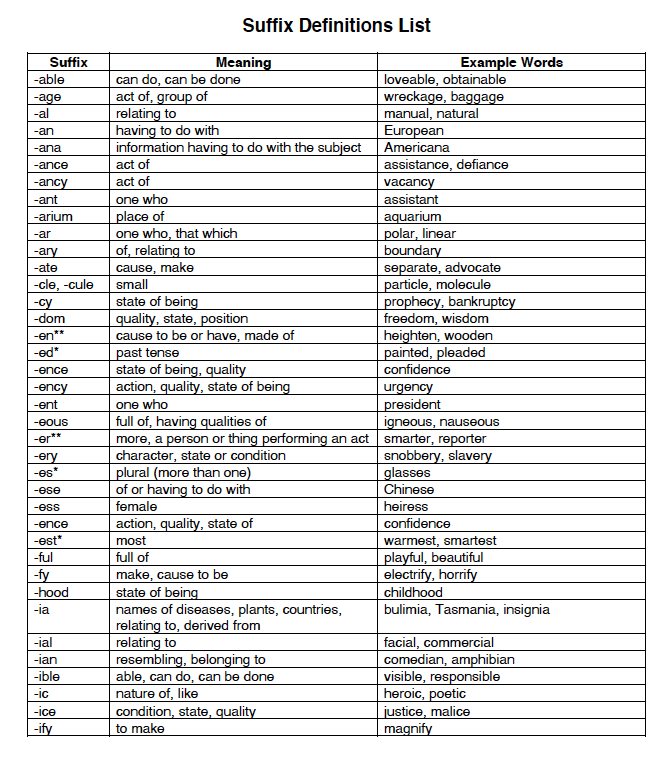 Suffix Definitions List
Suffix Meaning Example Words
-able can do, can be done loveable, obtainable
-age act of, group of wreckage, baggage
-al relating to manual, natural
-an having to do with European
-ana information having to do with the subject Americana
-ance act of assistance, defiance
-ancy act of vacancy
-ant one who assistant
-arium place of aquarium
-ar one who, that which polar, linear
-ary of, relating to boundary
-ate cause, make separate, advocate
-cle, -cule small particle, molecule
-cy state of being prophecy, bankruptcy
-dom quality, state, position freedom, wisdom
-en** cause to be or have, made of heighten, wooden
-ed* past tense painted, pleaded
-ence state of being, quality confidence
-ency action, quality, state of being urgency
-ent one who president
-eous full of, having qualities of igneous, nauseous
-er** more, a person or thing performing an act smarter, reporter
-ery character, state or condition snobbery, slavery
-es* plural (more than one) glasses
-ese of or having to do with Chinese
-ess female heiress
-ence action, quality, state of confidence
-est* most warmest, smartest
-ful full of playful, beautiful
-fy make, cause to be electrify, horrify
-hood state of being childhood
-ia names of diseases, plants, countries, bulimia, Tasmania, insignia
relating to, derived from
-ial relating to facial, commercial
-ian resembling, belonging to comedian, amphibian
-ible able, can do, can be done visible, responsible
-ic nature of, like heroic, poetic
-ice condition, state, quality justice, malice
-ify to make magnify